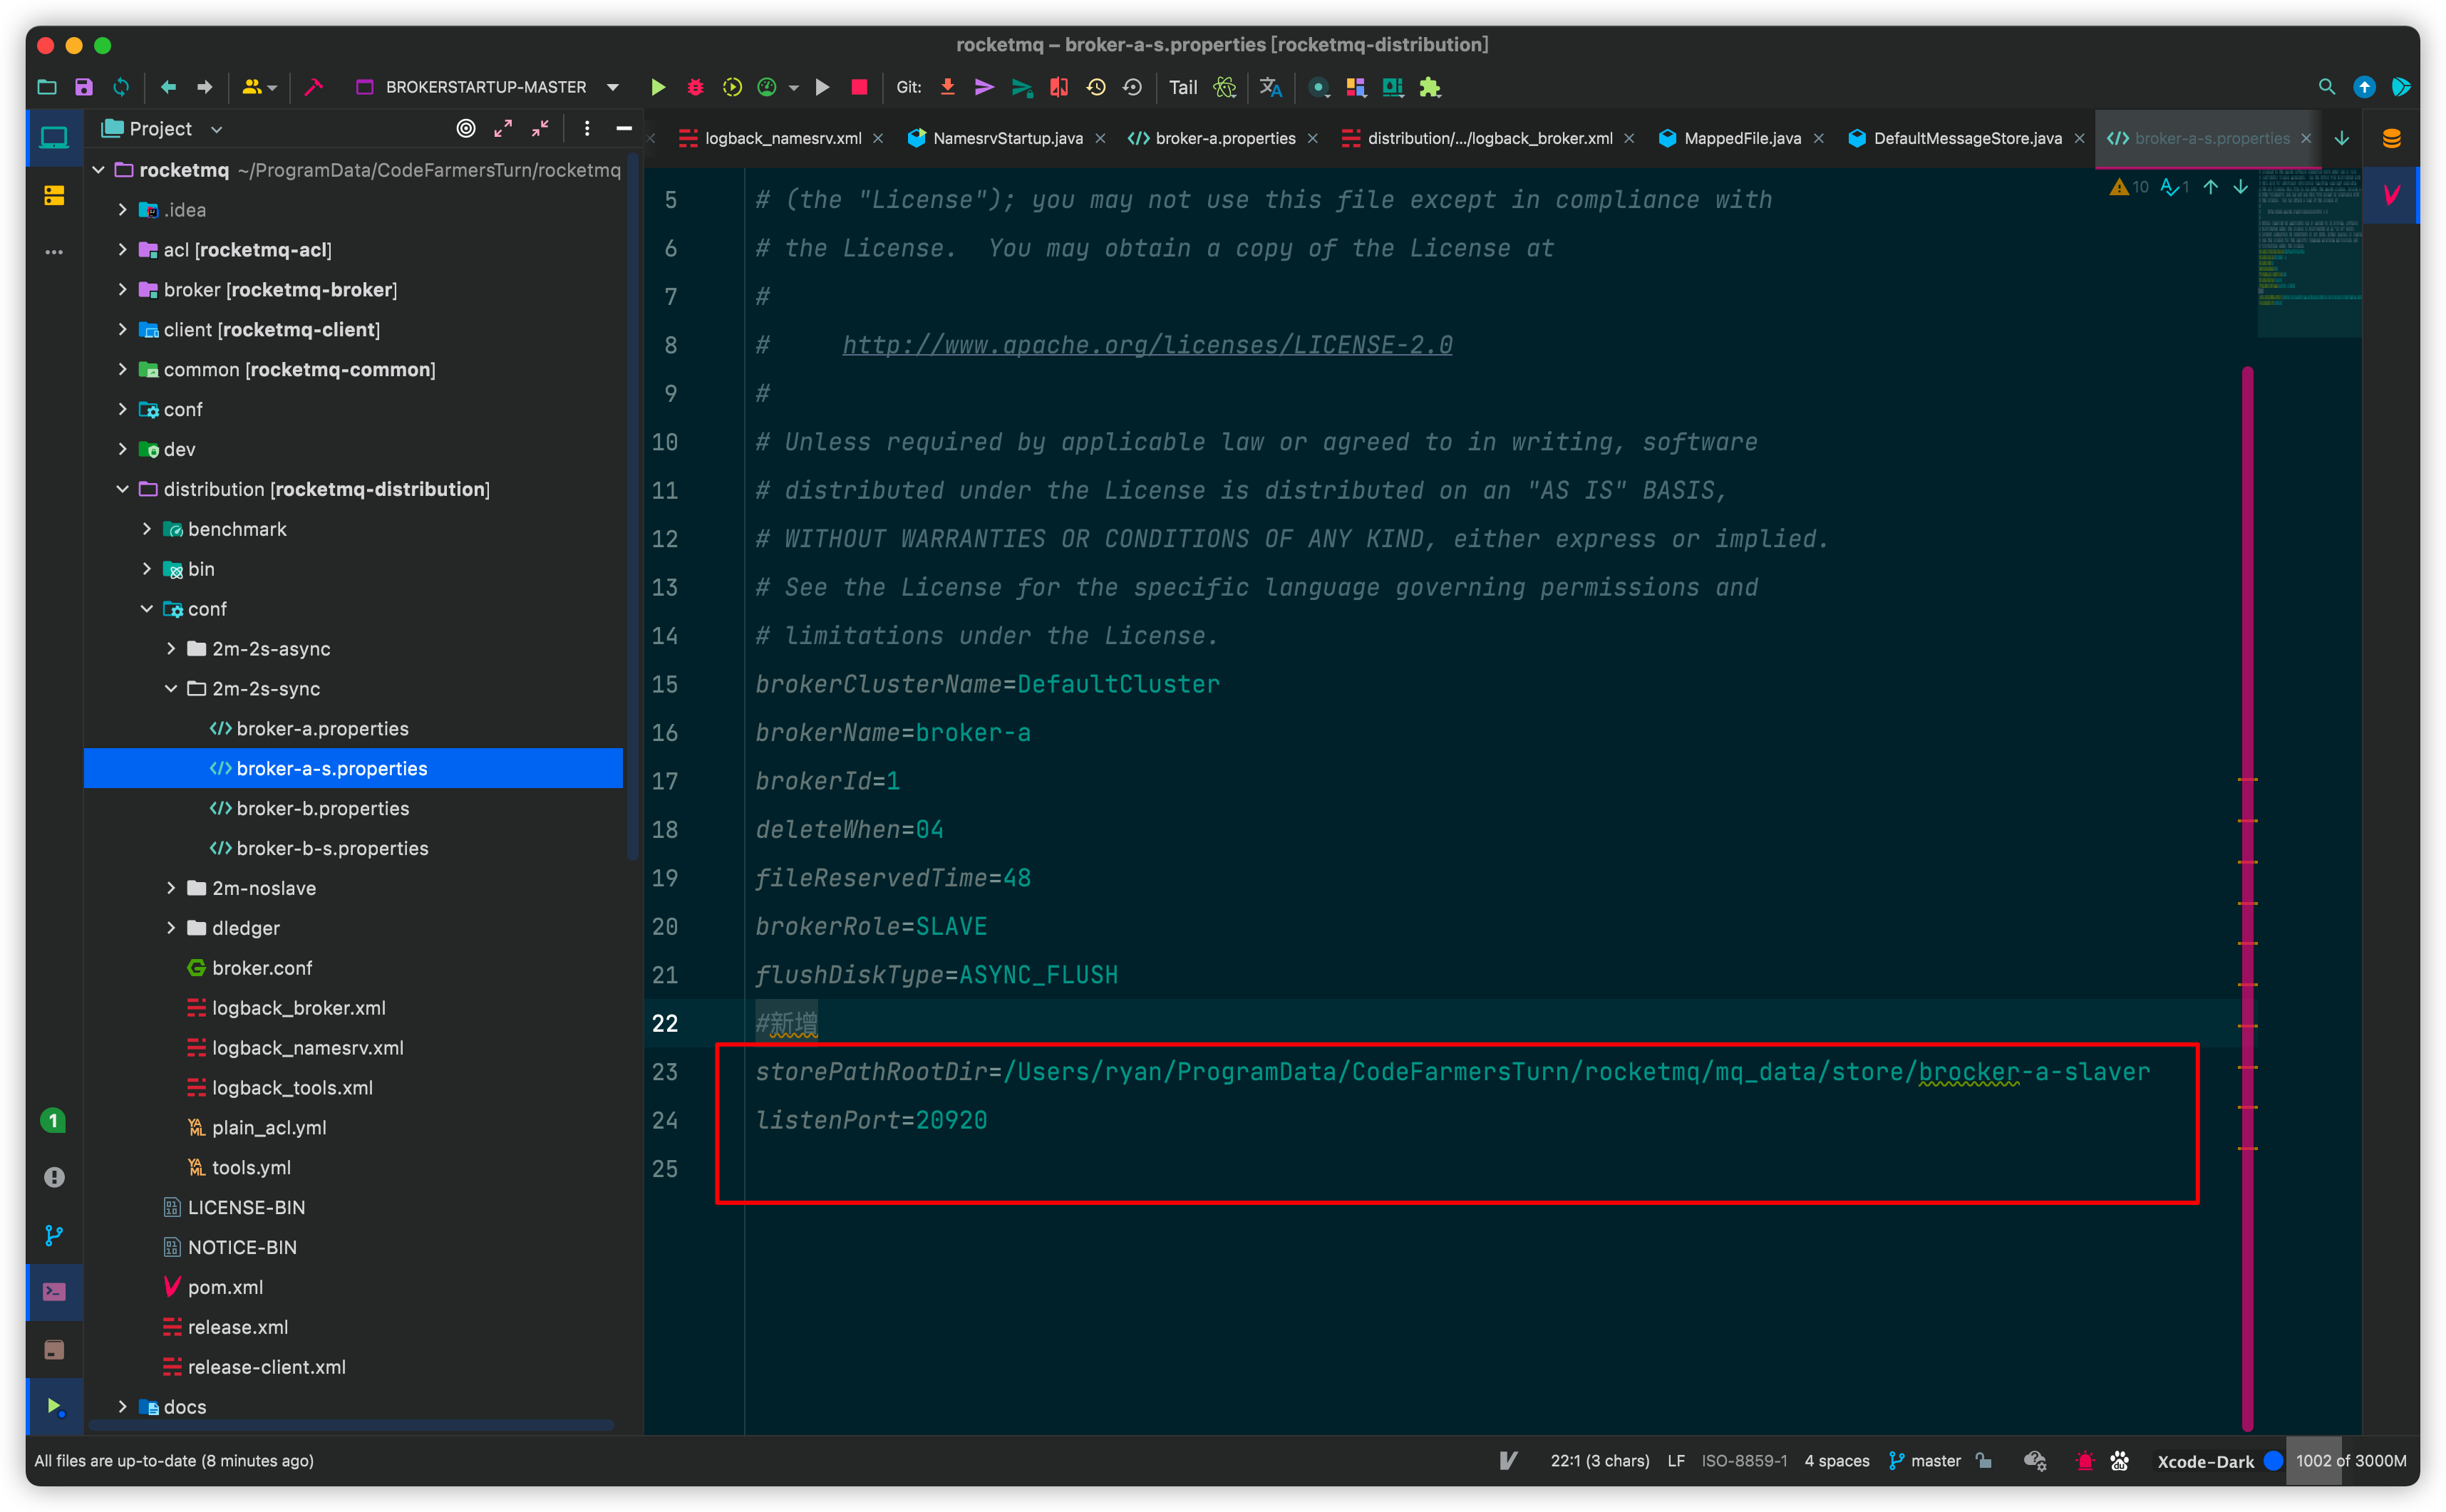 rocketmq – broker-a-s.properties [rocketmq-distribution]
BROKERSTARTUP-MASTER
Git:
Tail
Project
logback_namesrv.xml
NamesrvStartup.java
broker-a.properties
distribution/.../logback_broker.xml
MappedFile.java
DefaultMessageStore.java
broker-a-s.properties
10
1
rocketmq ~/ProgramData/CodeFarmersTurn/rocketmq
.idea
acl [rocketmq-acl]
broker [rocketmq-broker]
client [rocketmq-client]
common [rocketmq-common]
conf
dev
distribution [rocketmq-distribution]
benchmark
bin
conf
2m-2s-async
2m-2s-sync
broker-a.properties
broker-a-s.properties
broker-b.properties
broker-b-s.properties
2m-noslave
dledger
broker.conf
logback_broker.xml
logback_namesrv.xml
logback_tools.xml
plain_acl.yml
tools.yml
LICENSE-BIN
NOTICE-BIN
pom.xml
release.xml
release-client.xml
docs
1
5 # (the "License"); you may not use this file except in compliance with
6 # the License.  You may obtain a copy of the License at
7 #
8 #     http://www.apache.org/licenses/LICENSE-2.0
9 #
10 # Unless required by applicable law or agreed to in writing, software
11 # distributed under the License is distributed on an "AS IS" BASIS,
12 # WITHOUT WARRANTIES OR CONDITIONS OF ANY KIND, either express or implied.
13 # See the License for the specific language governing permissions and
14 # limitations under the License.
15 brokerClusterName=DefaultCluster
16 brokerName=broker-a
17 brokerId=1
18 deleteWhen=04
19 fileReservedTime=48
20 brokerRole=SLAVE
21 flushDiskType=ASYNC_FLUSH
22 #新增
23 storePathRootDir=/Users/ryan/ProgramData/CodeFarmersTurn/rocketmq/mq_data/store/brocker-a-slaver
24 listenPort=20920
25
All files are up-to-date (8 minutes ago)
22:1 (3 chars)
LF
ISO-8859-1
4 spaces
master
Xcode-Dark
1002 of 3000M